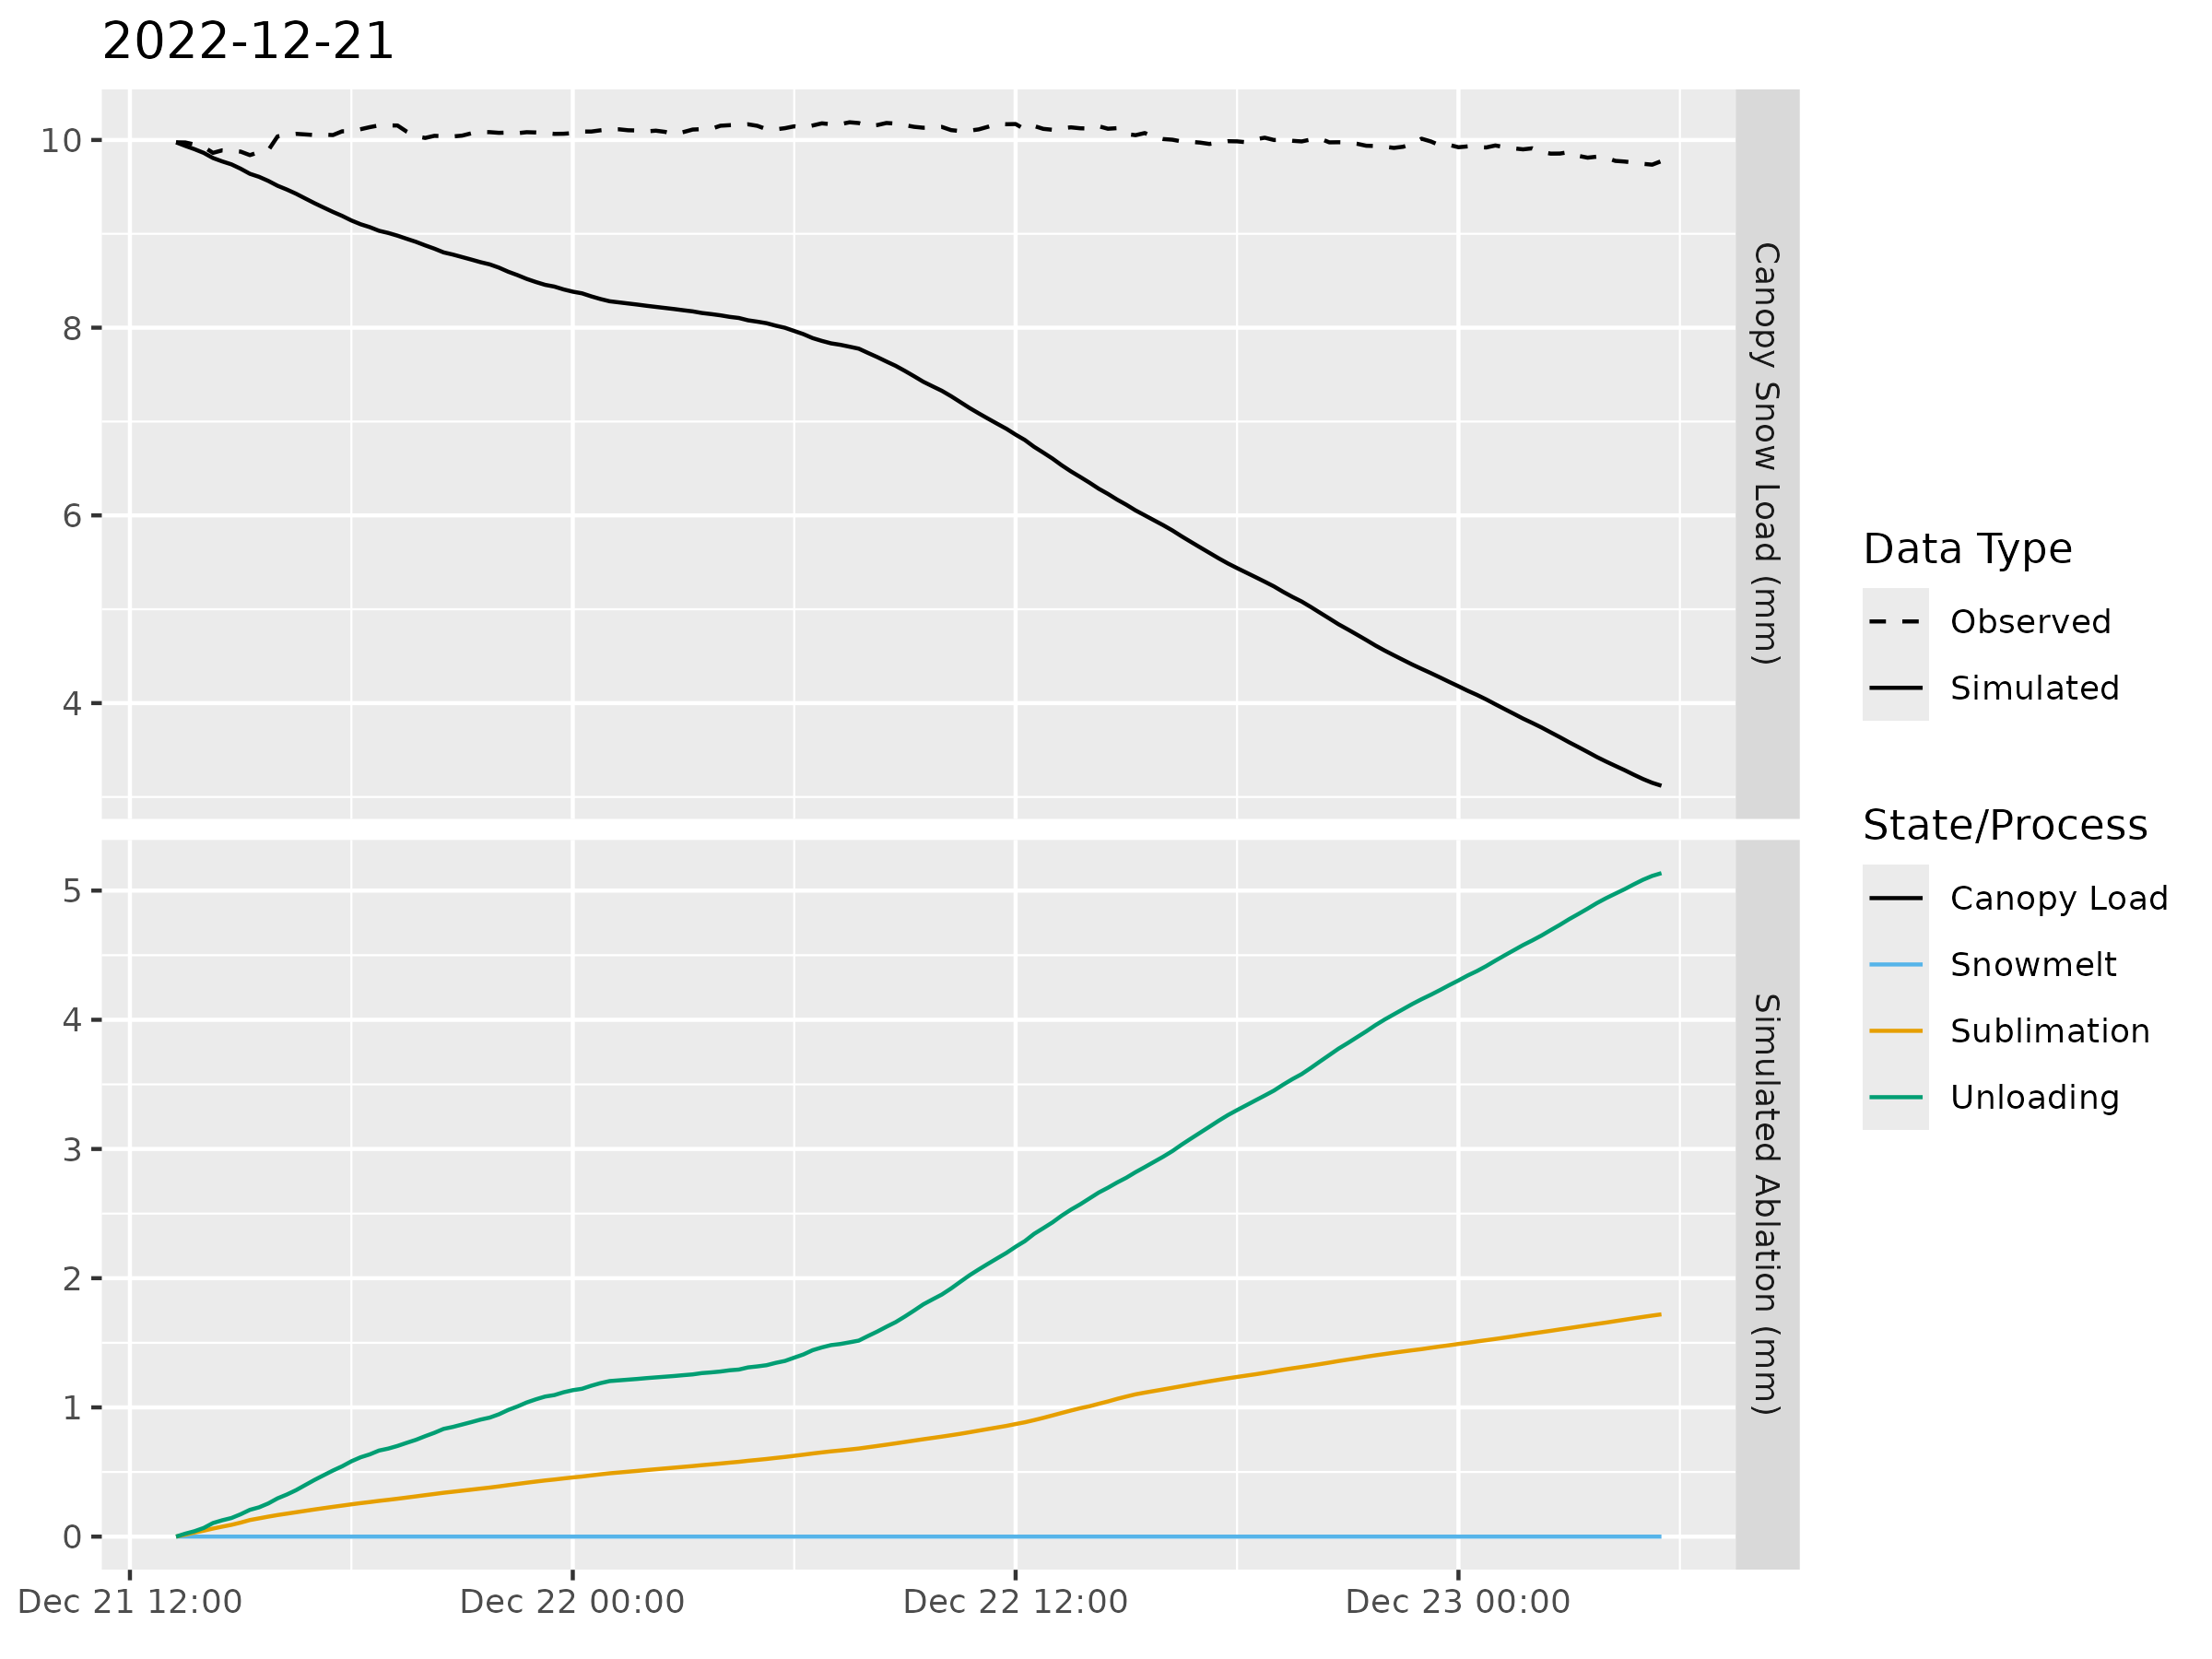 2022-12-21
10
8
6
4
Canopy Snow Load (mm)
5
4
3
2
1
0
Simulated Ablation (mm)
Dec 21 12:00
Dec 22 00:00
Dec 22 12:00
Dec 23 00:00
Data Type
Observed
Simulated
State/Process
Canopy Load
Snowmelt
Sublimation
Unloading